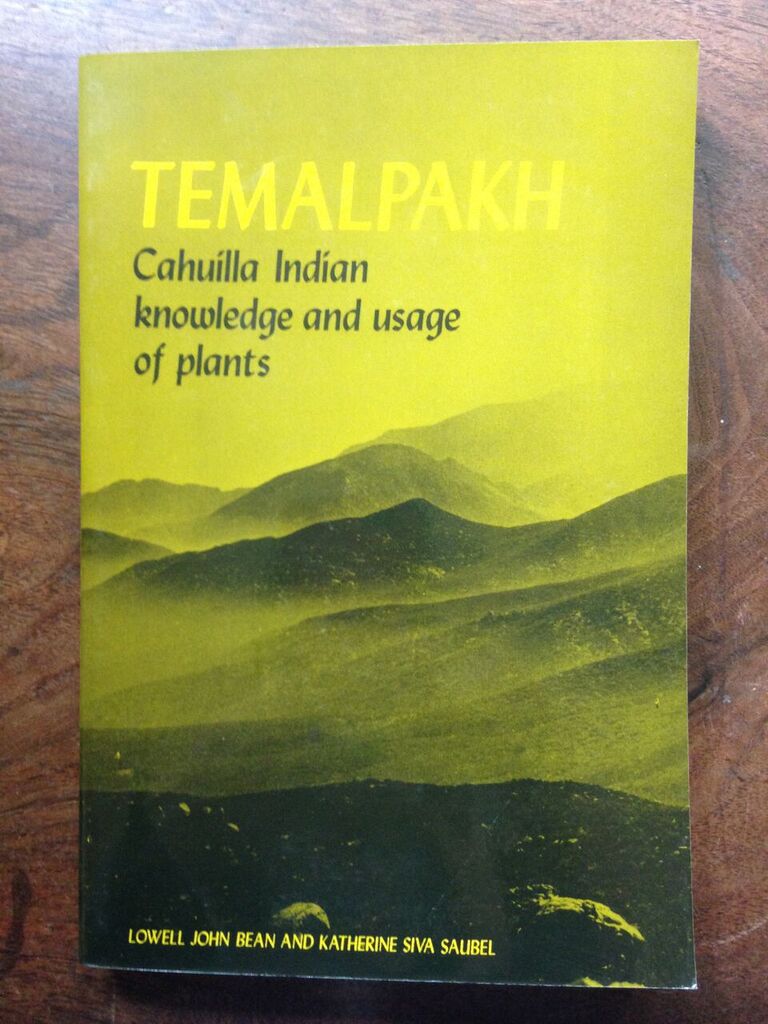 TEMALPAKH
Cahuilla Indian
knowledge and usage
of plants
LOWELL JOHN BEAN AND KATHERINE SIVA SAUBEL